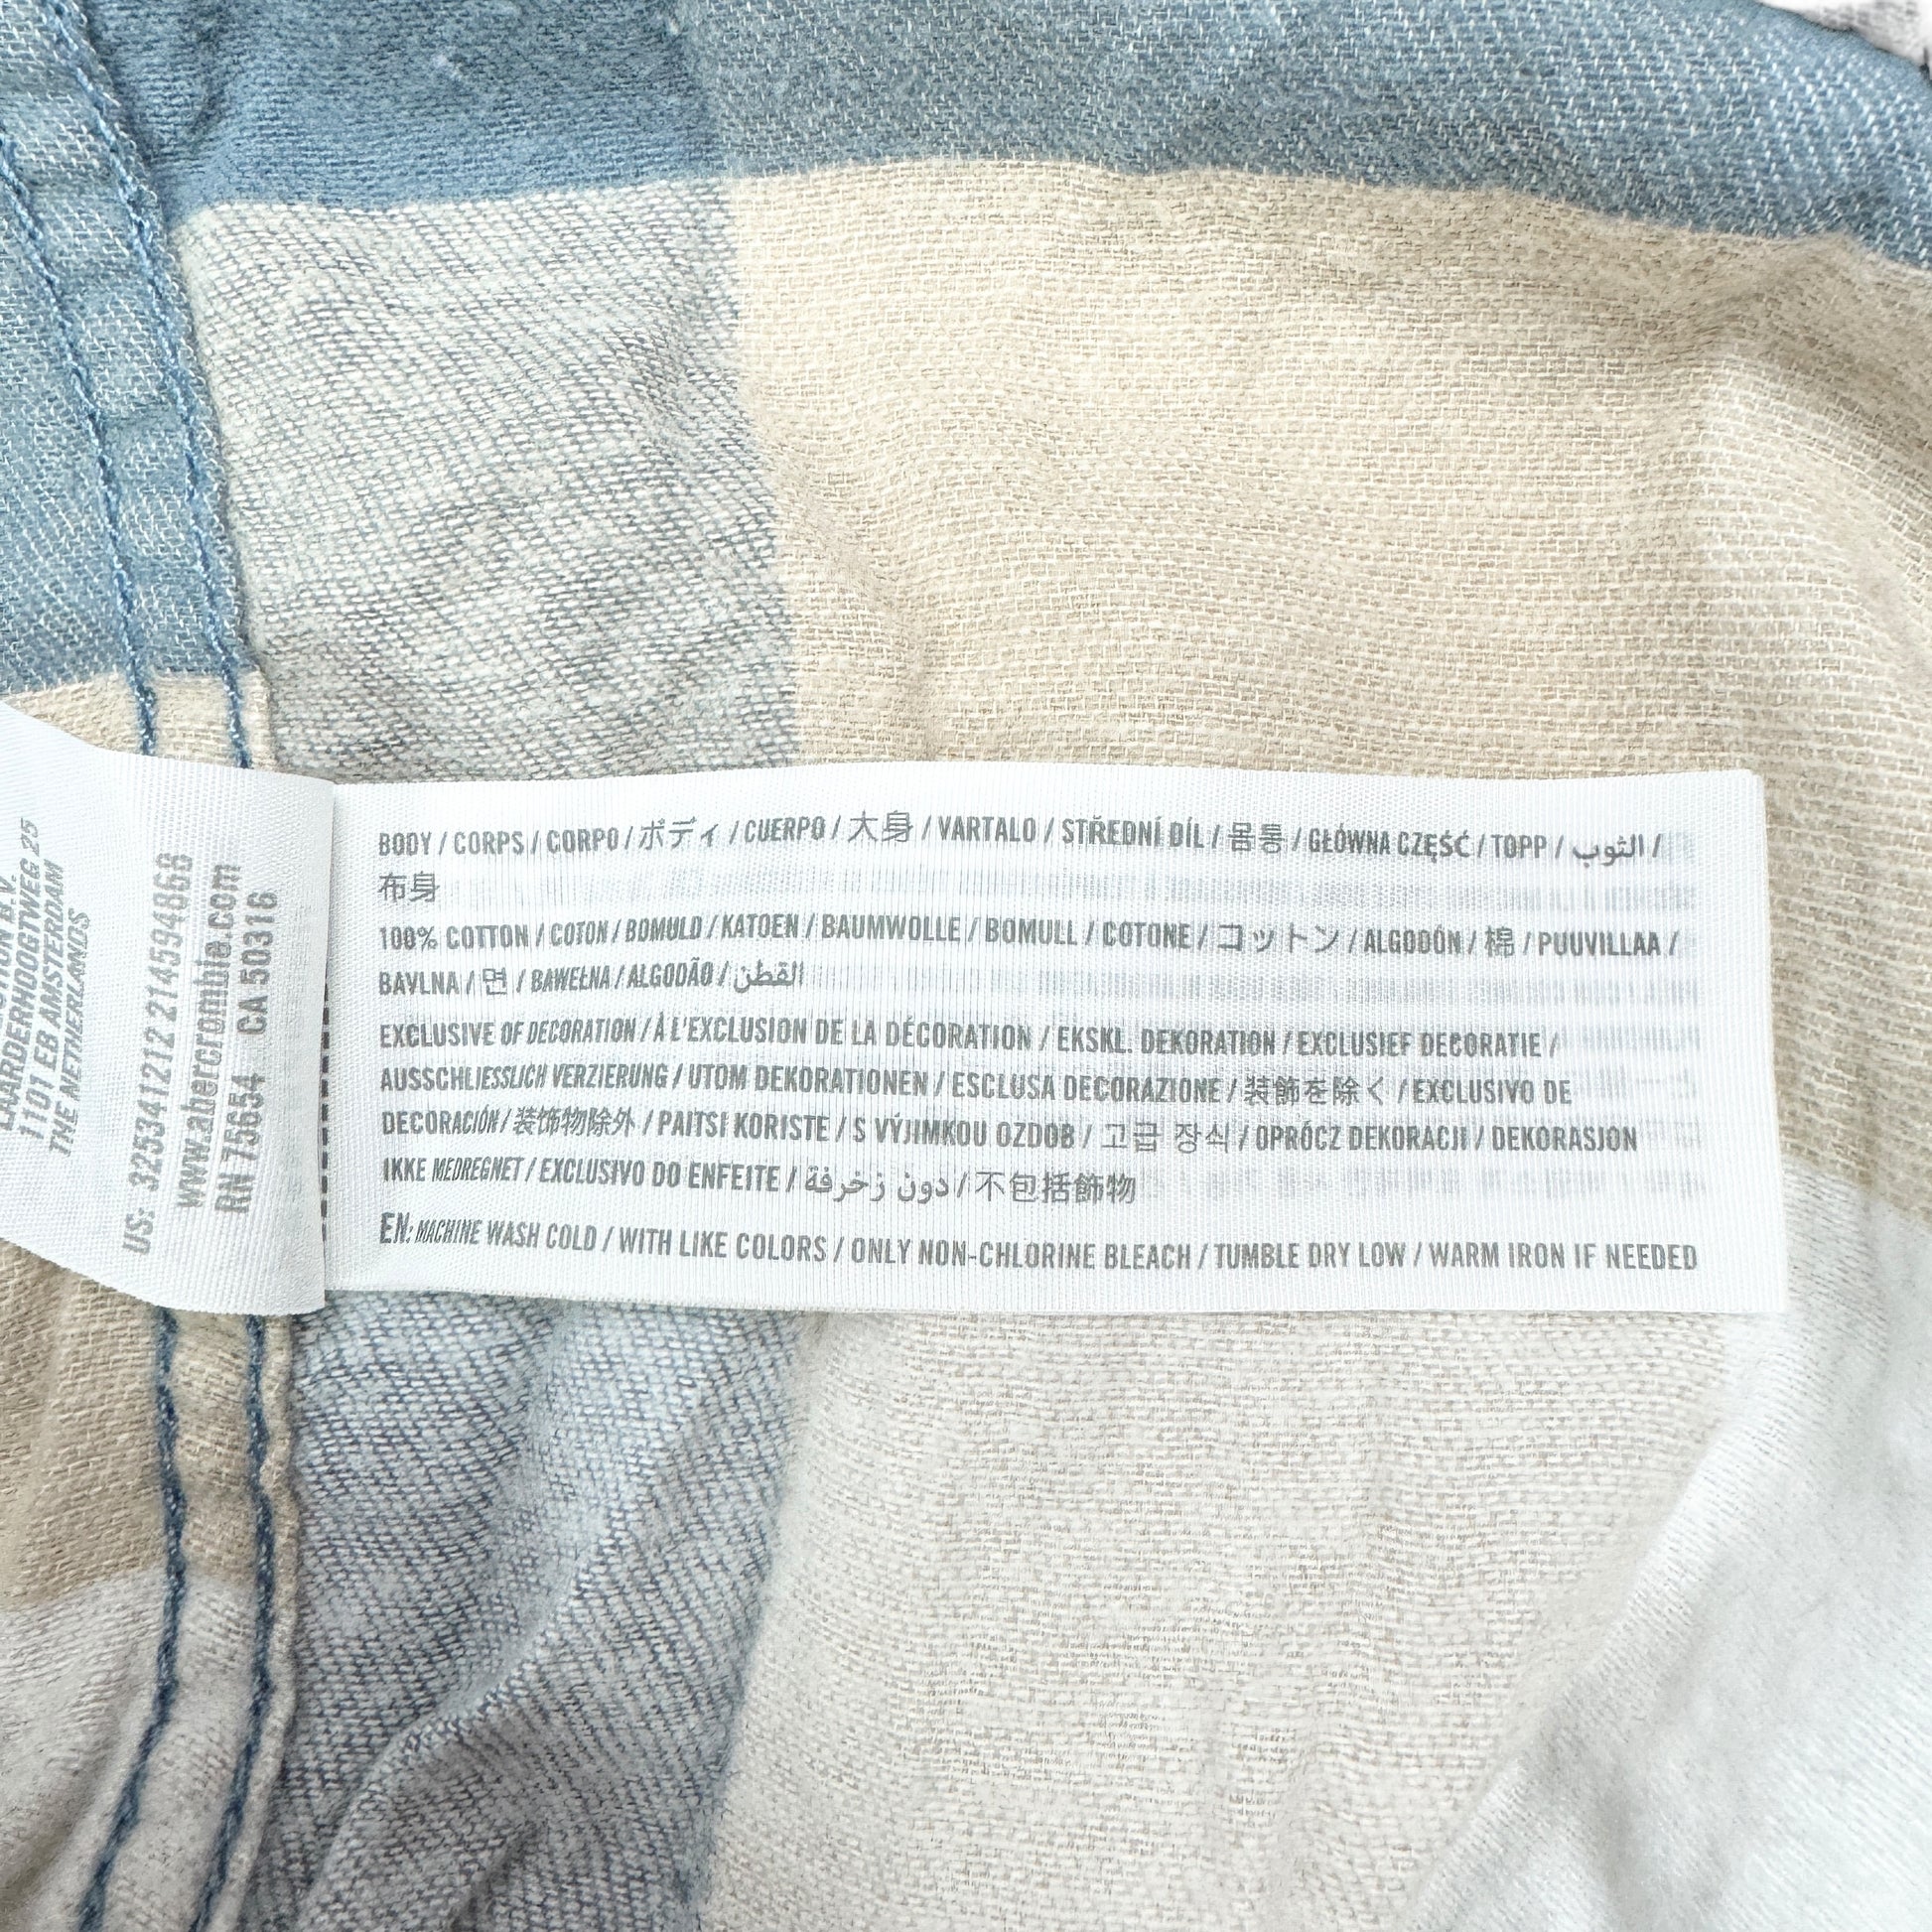 B.V.
LAARDERHOOGTWEG 25
1101 EB AMSTERDAM
THE NETHERLANDS
US: 325341212 2145948
www.abercrombie.com
RN 75654 CA 50316
BODY / CORPS / CORPO / ボディ / CUERPO / 大身 / VARTALO / STŘEDNÍ DÍL / 몸통 / GŁÓWNA CZĘŚĆ / TOPP / الثوب /
布身
100% COTTON / COTON / BOMULD / KATOEN / BAUMWOLLE / BOMULL / COTONE / コットン / ALGODÓN / 棉 / PUUVILLAA /
BAVLNA / 면 / BAWEŁNA / ALGODÃO / القطن
EXCLUSIVE OF DECORATION / À L'EXCLUSION DE LA DÉCORATION / EKSKL. DEKORATION / EXCLUSIEF DECORATIE /
AUSSCHLIESSLICH VERZIERUNG / UTOM DEKORATIONEN / ESCLUSA DECORAZIONE / 装飾を除く / EXCLUSIVO DE
DECORACIÓN / 装饰物除外 / PAITSI KORISTE / S VÝJIMKOU OZDOB / 고급 장식 / OPRÓCZ DEKORACJI / DEKORASJON
IKKE MEDREGNET / EXCLUSIVO DO ENFEITE / دون زخرفة / 不包括飾物
EN: MACHINE WASH COLD / WITH LIKE COLORS / ONLY NON-CHLORINE BLEACH / TUMBLE DRY LOW / WARM IRON IF NEEDED